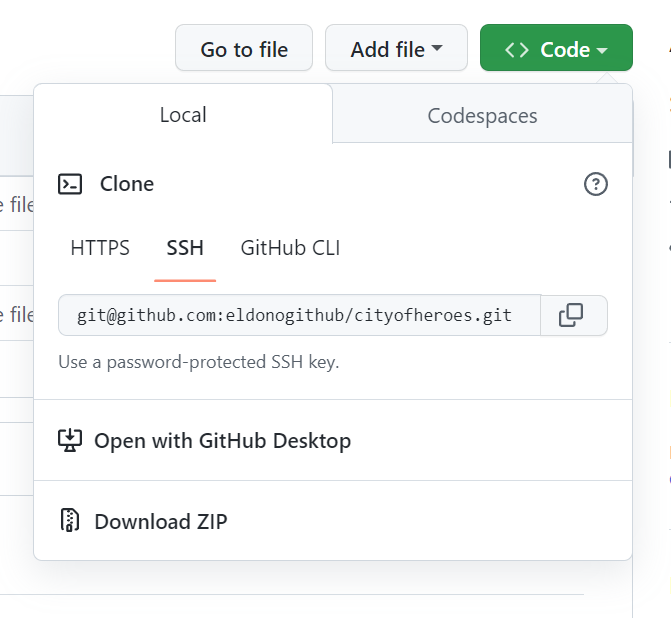 Go to file Add file Code
Local Codespaces
Clone
e file
HTTPS SSH GitHub CLI
git@github.com:eldonogithub/cityofheroes.git
e file
Use a password-protected SSH key.
Open with GitHub Desktop
Download ZIP